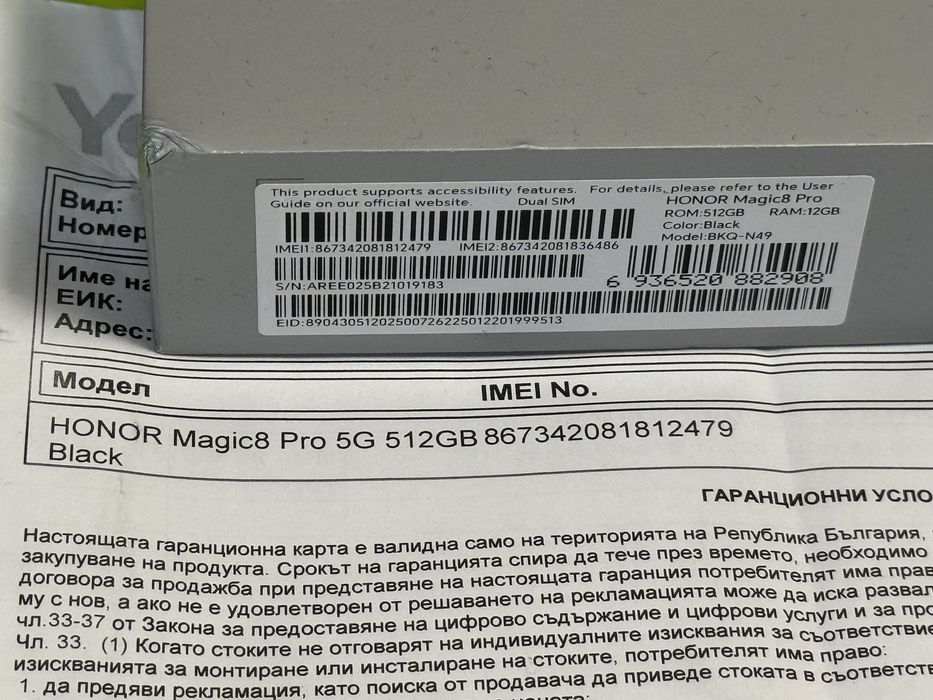 Вид:
Номер
Име на
ЕИК:
Адрес:
This product supports accessibility features. For details, please refer to the User
Guide on our official website. Dual SIM HONOR Magic8 Pro
ROM:512GB RAM:12GB
Color:Black
Model:BKQ-N49
IMEI1:867342081812479 IMEI2:867342081836486
S/N:AREE025B21019183
6 936520 882908
EID:89043051202500726225012201999513
Модел IMEI No.
HONOR Magic8 Pro 5G 512GB 867342081812479
Black
ГАРАНЦИОННИ УСЛО
Настоящата гаранционна карта е валидна само на територията на Република България,
закупуване на продукта. Срокът на гаранцията спира да тече през времето, необходимо
договора за продажба при представяне на настоящата гаранция потребителят има прав
му с нов, а ако не е удовлетворен от решаването на рекламацията може да иска развал
чл.33-37 от Закона за предоставяне на цифрово съдържание и цифрови услуги и за про
Чл. 33. (1) Когато стоките не отговарят на индивидуалните изисквания за съответствие
изискванията за монтиране или инсталиране на стоките, потребителят има право:
1. да предяви рекламация, като поиска от продавача да приведе стоката в съответств